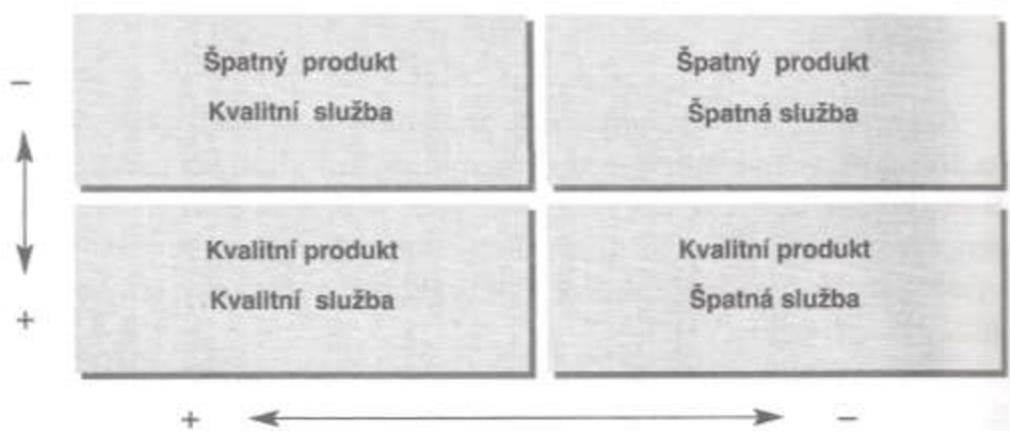 Špatný produkt
Kvalitní služba
Špatný produkt
Špatná služba
−
+
Kvalitní produkt
Kvalitní služba
Kvalitní produkt
Špatná služba
+ −